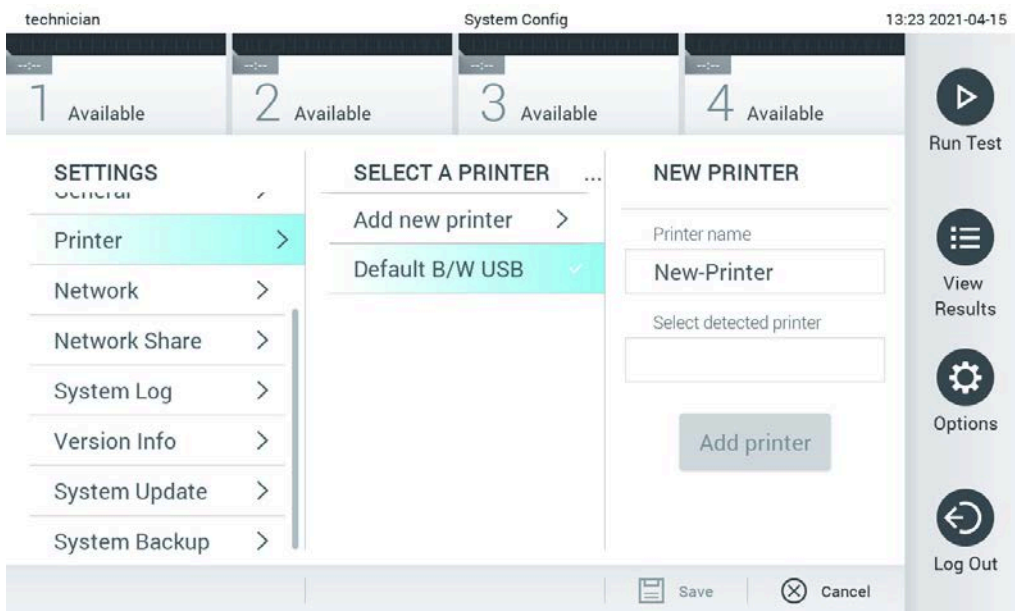 technician System Config 13:23 2021-04-15
--:-- --:-- --:-- --:--
1 Available 2 Available 3 Available 4 Available
Run Test
SETTINGS
General
Printer
Network
Network Share
System Log
Version Info
System Update
System Backup
SELECT A PRINTER ...
Add new printer
Default B/W USB
NEW PRINTER
Printer name
New-Printer
Select detected printer
Add printer
View
Results
Options
Log Out
Save Cancel